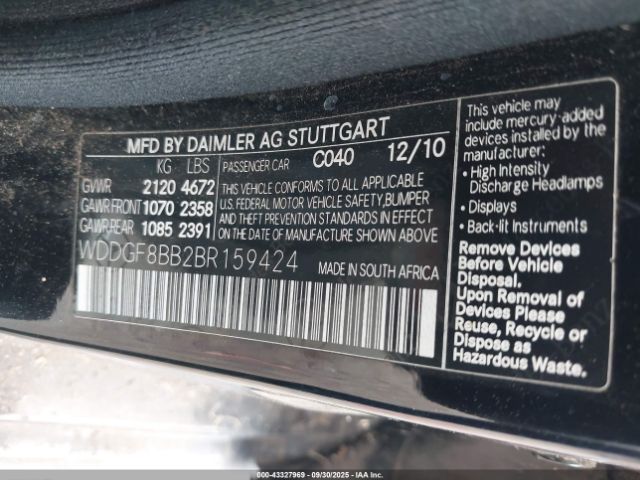 MFD BY DAIMLER AG STUTTGART
KG LBS
GVWR 2120 4672
GAWR FRONT 1070 2358
GAWR REAR 1085 2391
PASSENGER CAR C040 12/10
THIS VEHICLE CONFORMS TO ALL APPLICABLE
U.S. FEDERAL MOTOR VEHICLE SAFETY,BUMPER
AND THEFT PREVENTION STANDARDS IN EFFECT
ON THE DATE OF MANUFACTURE SHOWN ABOVE
WDDGF8BB2BR159424
MADE IN SOUTH AFRICA
This vehicle may
include mercury-added
devices installed by the
manufacturer:
• High Intensity
Discharge Headlamps
• Displays
• Back-lit Instruments
Remove Devices
Before Vehicle
Disposal.
Upon Removal of
Devices Please
Reuse, Recycle or
Dispose as
Hazardous Waste.
000-43327969 - 09/30/2025 - IAA, Inc.